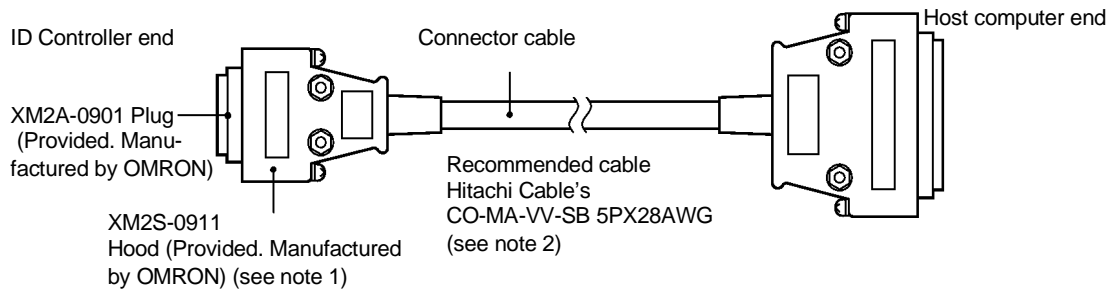 Host computer end
ID Controller end
Connector cable
XM2A-0901 Plug
(Provided. Manu-
factured by OMRON)
Recommended cable
Hitachi Cable’s
CO-MA-VV-SB 5PX28AWG
(see note 2)
XM2S-0911
Hood (Provided. Manufactured
by OMRON) (see note 1)